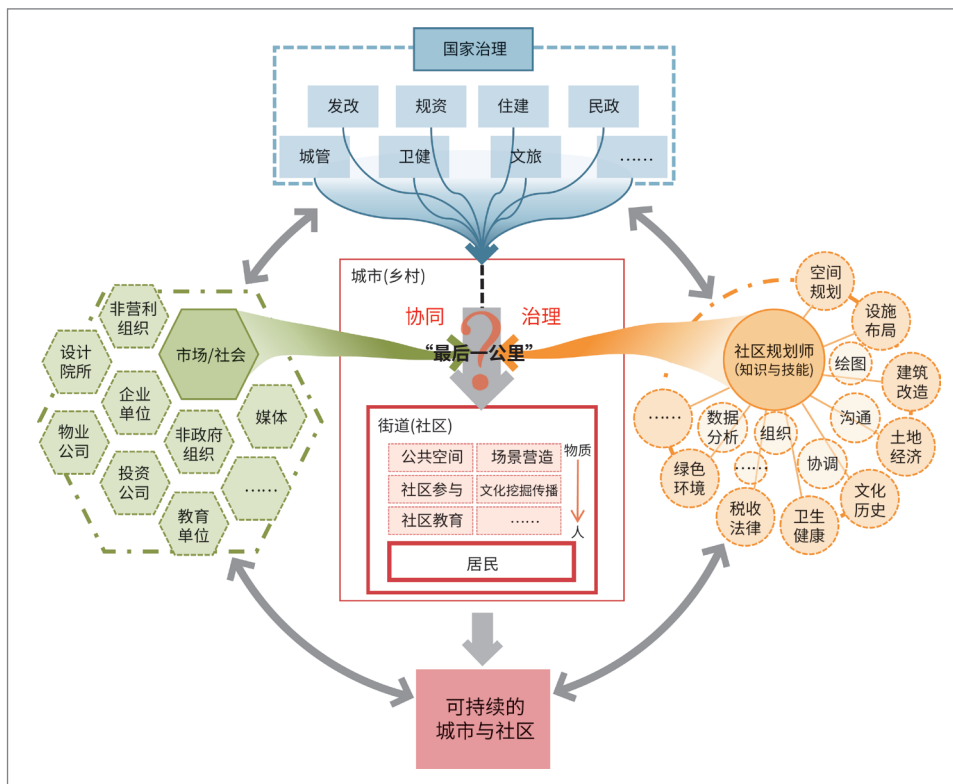 国家治理
发改
规资
住建
民政
城管
卫健
文旅
……
城市(乡村)
协同
治理
?
“最后一公里”
市场/社会
非营利
组织
设计
院所
企业
单位
媒体
物业
公司
非政府
组织
投资
公司
……
教育
单位
社区规划师
(知识与技能)
空间
规划
设施
布局
绘图
建筑
改造
沟通
土地
经济
协调
文化
历史
组织
卫生
健康
数据
分析
……
税收
法律
……
绿色
环境
街道(社区)
公共空间
场景营造
社区参与
文化挖掘传播
社区教育
……
物质
人
居民
可持续的
城市与社区